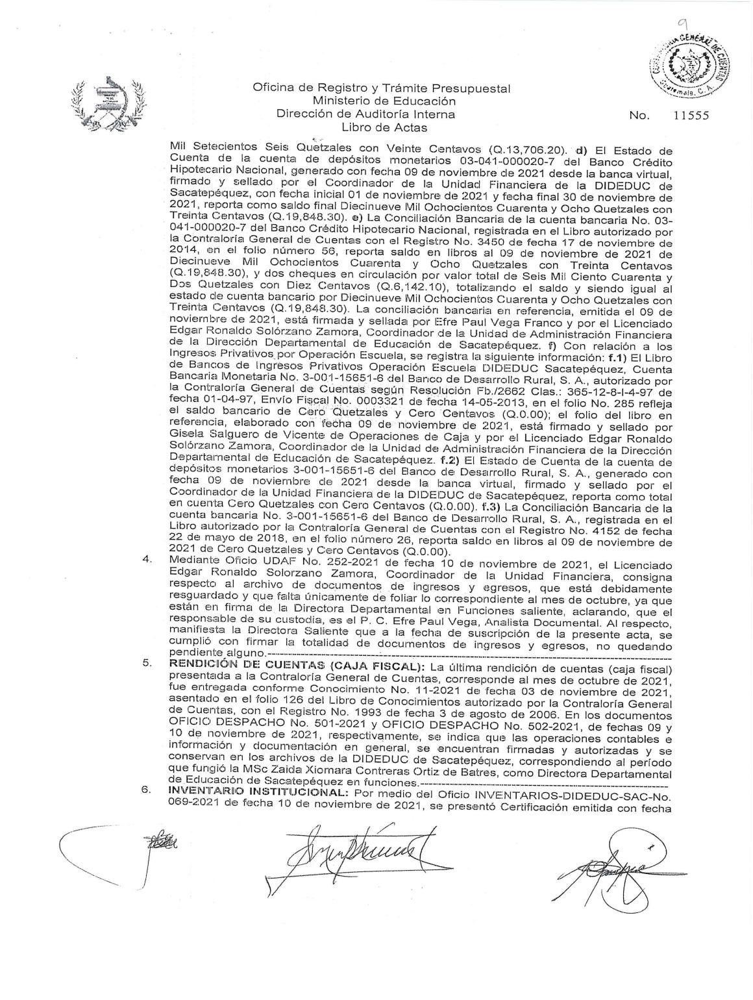 9
CONTRALORIA GENERAL DE CUENTAS
Guatemala, C. A.
Oficina de Registro y Trámite Presupuestal
Ministerio de Educación
Dirección de Auditoría Interna
No. 11555
Libro de Actas
Mil Setecientos Seis Quetzales con Veinte Centavos (Q.13,706.20). d) El Estado de
Cuenta de la cuenta de depósitos monetarios 03-041-000020-7 del Banco Crédito
Hipotecario Nacional, generado con fecha 09 de noviembre de 2021 desde la banca virtual,
firmado y sellado por el Coordinador de la Unidad Financiera de la DIDEDUC de
Sacatepéquez, con fecha inicial 01 de noviembre de 2021 y fecha final 30 de noviembre de
2021, reporta como saldo final Diecinueve Mil Ochocientos Cuarenta y Ocho Quetzales con
Treinta Centavos (Q.19,848.30). e) La Conciliación Bancaria de la cuenta bancaria No. 03-
041-000020-7 del Banco Crédito Hipotecario Nacional, registrada en el Libro autorizado por
la Contraloría General de Cuentas con el Registro No. 3450 de fecha 17 de noviembre de
2014, en el folio número 56, reporta saldo en libros al 09 de noviembre de 2021 de
Diecinueve Mil Ochocientos Cuarenta y Ocho Quetzales con Treinta Centavos
(Q.19,848.30), y dos cheques en circulación por valor total de Seis Mil Ciento Cuarenta y
Dos Quetzales con Diez Centavos (Q.6,142.10), totalizando el saldo y siendo igual al
estado de cuenta bancario por Diecinueve Mil Ochocientos Cuarenta y Ocho Quetzales con
Treinta Centavos (Q.19,848.30). La conciliación bancaria en referencia, emitida el 09 de
noviembre de 2021, está firmada y sellada por Efre Paul Vega Franco y por el Licenciado
Edgar Ronaldo Solórzano Zamora, Coordinador de la Unidad de Administración Financiera
de la Dirección Departamental de Educación de Sacatepéquez. f) Con relación a los
Ingresos Privativos por Operación Escuela, se registra la siguiente información: f.1) El Libro
de Bancos de Ingresos Privativos Operación Escuela DIDEDUC Sacatepéquez, Cuenta
Bancaria Monetaria No. 3-001-15651-6 del Banco de Desarrollo Rural, S. A., autorizado por
la Contraloría General de Cuentas según Resolución Fb./2662 Clas.: 365-12-8-I-4-97 de
fecha 01-04-97, Envío Fiscal No. 0003321 de fecha 14-05-2013, en el folio No. 285 refleja
el saldo bancario de Cero Quetzales y Cero Centavos (Q.0.00); el folio del libro en
referencia, elaborado con fecha 09 de noviembre de 2021, está firmado y sellado por
Gisela Salguero de Vicente de Operaciones de Caja y por el Licenciado Edgar Ronaldo
Solórzano Zamora, Coordinador de la Unidad de Administración Financiera de la Dirección
Departamental de Educación de Sacatepéquez. f.2) El Estado de Cuenta de la cuenta de
depósitos monetarios 3-001-15651-6 del Banco de Desarrollo Rural, S. A., generado con
fecha 09 de noviembre de 2021 desde la banca virtual, firmado y sellado por el
Coordinador de la Unidad Financiera de la DIDEDUC de Sacatepéquez, reporta como total
en cuenta Cero Quetzales con Cero Centavos (Q.0.00). f.3) La Conciliación Bancaria de la
cuenta bancaria No. 3-001-15651-6 del Banco de Desarrollo Rural, S. A., registrada en el
Libro autorizado por la Contraloría General de Cuentas con el Registro No. 4152 de fecha
22 de mayo de 2018, en el folio número 26, reporta saldo en libros al 09 de noviembre de
2021 de Cero Quetzales y Cero Centavos (Q.0.00).
4. Mediante Oficio UDAF No. 252-2021 de fecha 10 de noviembre de 2021, el Licenciado
Edgar Ronaldo Solorzano Zamora, Coordinador de la Unidad Financiera, consigna
respecto al archivo de documentos de ingresos y egresos, que está debidamente
resguardado y que falta únicamente de foliar lo correspondiente al mes de octubre, ya que
están en firma de la Directora Departamental en Funciones saliente, aclarando, que el
responsable de su custodia, es el P. C. Efre Paul Vega, Analista Documental. Al respecto,
manifiesta la Directora Saliente que a la fecha de suscripción de la presente acta, se
cumplió con firmar la totalidad de documentos de ingresos y egresos, no quedando
pendiente alguno.------------------------------------------------------------
5. RENDICIÓN DE CUENTAS (CAJA FISCAL): La última rendición de cuentas (caja fiscal)
presentada a la Contraloría General de Cuentas, corresponde al mes de octubre de 2021,
fue entregada conforme Conocimiento No. 11-2021 de fecha 03 de noviembre de 2021,
asentado en el folio 126 del Libro de Conocimientos autorizado por la Contraloría General
de Cuentas, con el Registro No. 1993 de fecha 3 de agosto de 2006. En los documentos
OFICIO DESPACHO No. 501-2021 y OFICIO DESPACHO No. 502-2021, de fechas 09 y
10 de noviembre de 2021, respectivamente, se indica que las operaciones contables e
información y documentación en general, se encuentran firmadas y autorizadas y se
conservan en los archivos de la DIDEDUC de Sacatepéquez, correspondiendo al período
que fungió la MSc Zaida Xiomara Contreras Ortiz de Batres, como Directora Departamental
de Educación de Sacatepéquez en funciones.------------------------------------
6. INVENTARIO INSTITUCIONAL: Por medio del Oficio INVENTARIOS-DIDEDUC-SAC-No.
069-2021 de fecha 10 de noviembre de 2021, se presentó Certificación emitida con fecha